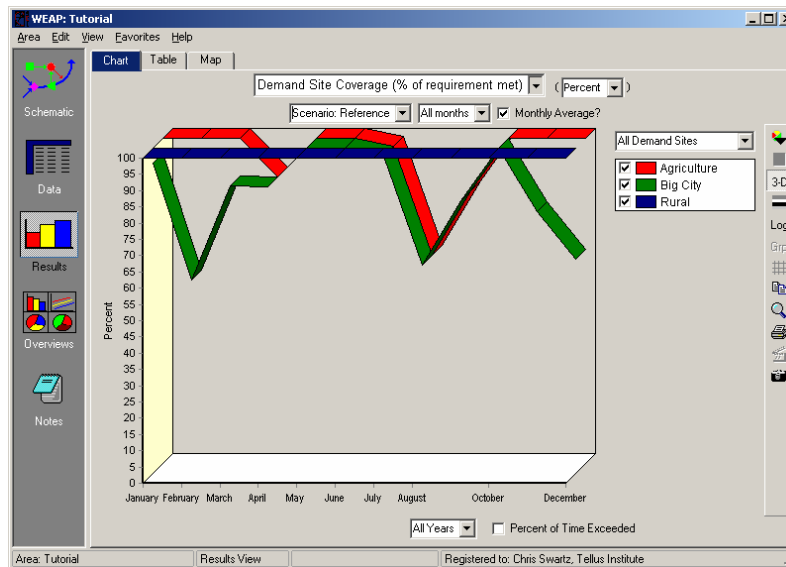 WEAP: Tutorial
Area Edit View Favorites Help
Chart Table Map
Demand Site Coverage (% of requirement met) ( Percent )
Scenario: Reference All months Monthly Average?
Schematic
Data
Results
Overviews
Notes
All Demand Sites
Agriculture
Big City
Rural
3-D
Log
Grp
Percent
100
95
90
85
80
75
70
65
60
55
50
45
40
35
30
25
20
15
10
5
0
January February March April May June July August October December
All Years Percent of Time Exceeded
Area: Tutorial Results View Registered to: Chris Swartz, Tellus Institute